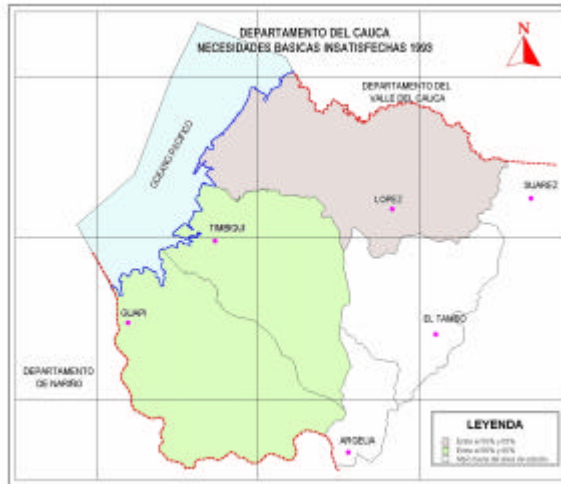 DEPARTAMENTO DEL CAUCA
NECESIDADES BASICAS INSATISFECHAS 1993
N
DEPARTAMENTO DEL
VALLE DEL CAUCA
OCEANO PACIFICO
SUAREZ
LOPEZ
TIMBIQUI
GUAPI
EL TAMBO
DEPARTAMENTO
DE NARIÑO
ARGELIA
LEYENDA